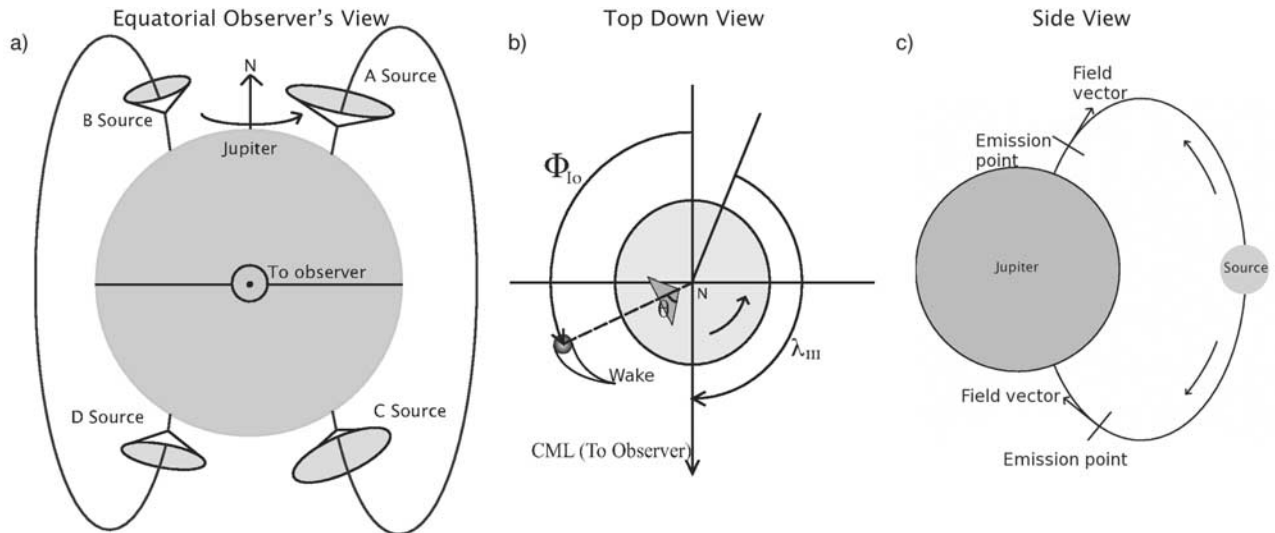 Equatorial Observer's View
a)
N
A Source
B Source
Jupiter
To observer
D Source
C Source
Top Down View
b)
Φ_Io
N
θ
λ_III
Wake
CML (To Observer)
Side View
c)
Field
vector
Emission
point
Jupiter
Source
Field vector
Emission point